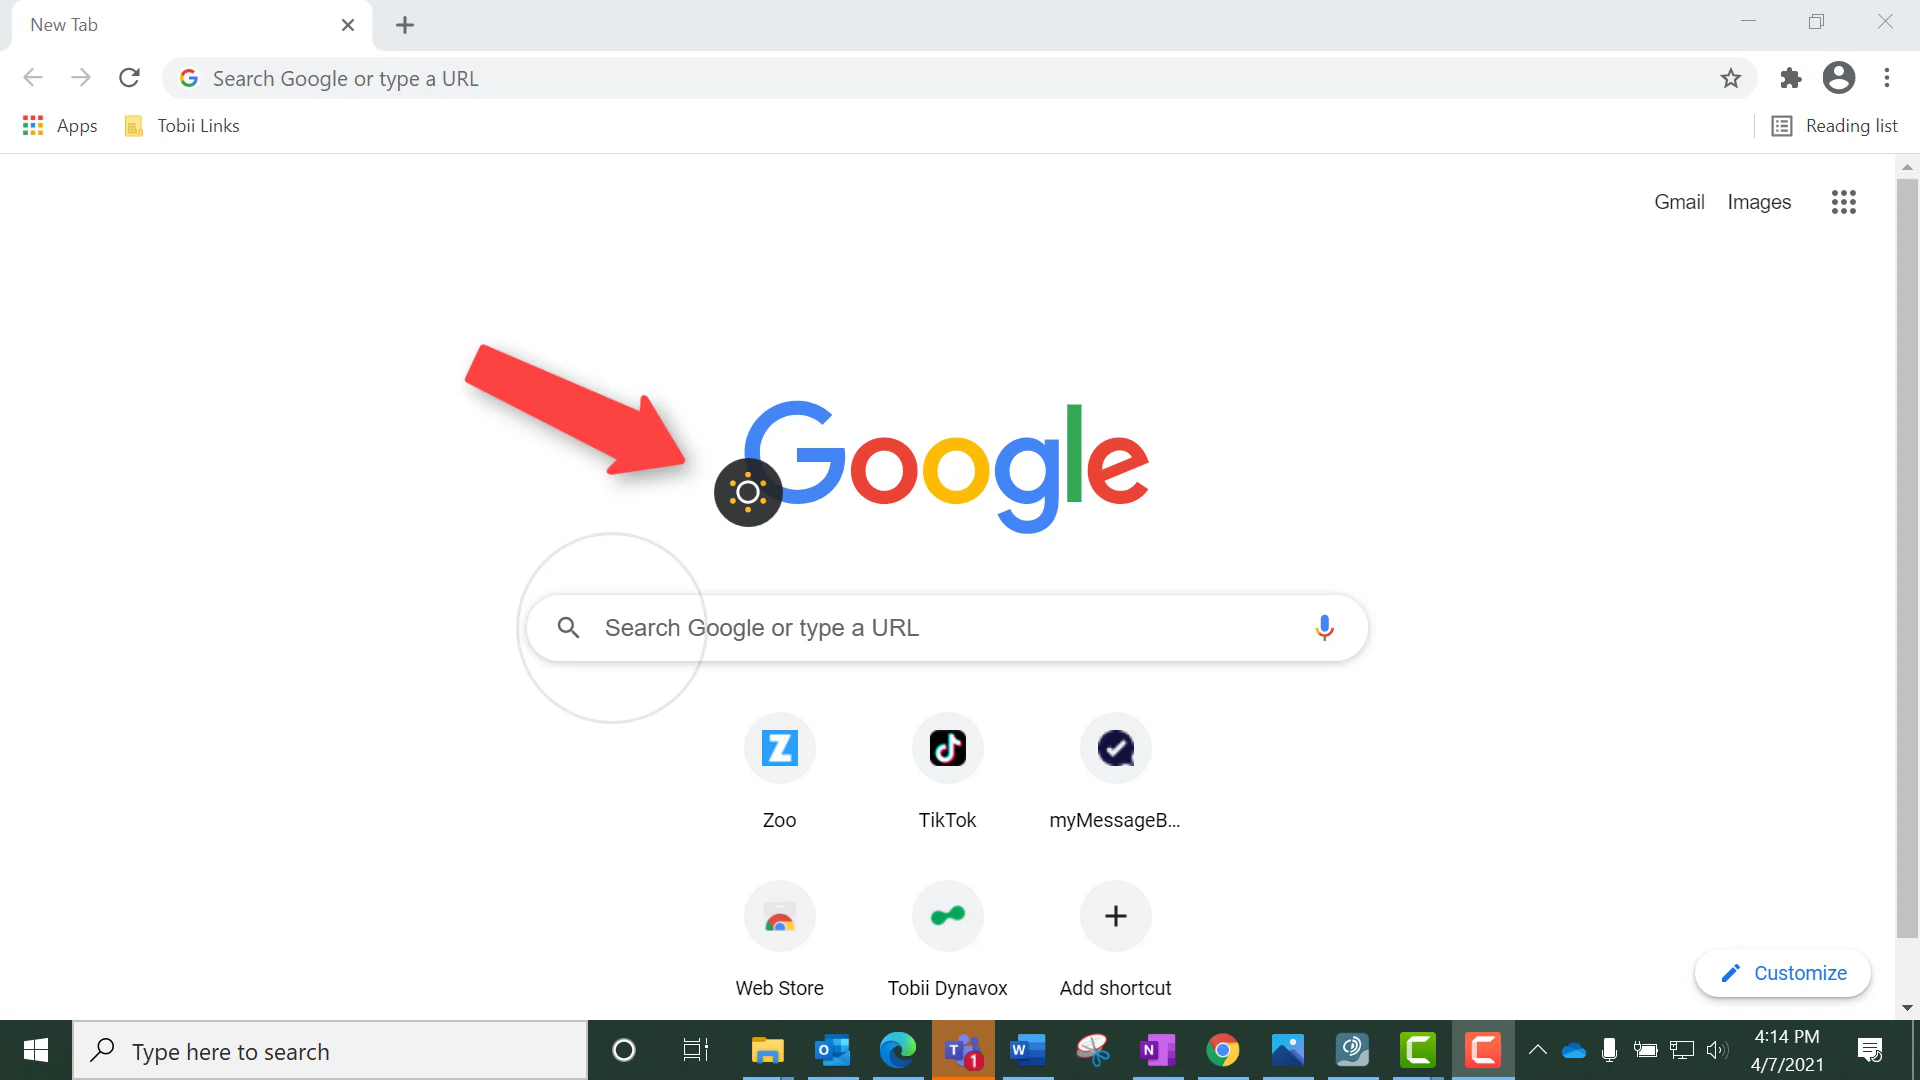 New Tab
Search Google or type a URL
Apps
Tobii Links
Reading list
Gmail
Images
Google
Search Google or type a URL
Zoo
TikTok
myMessageB...
Web Store
Tobii Dynavox
Add shortcut
Customize
Type here to search
1
4:14 PM
4/7/2021